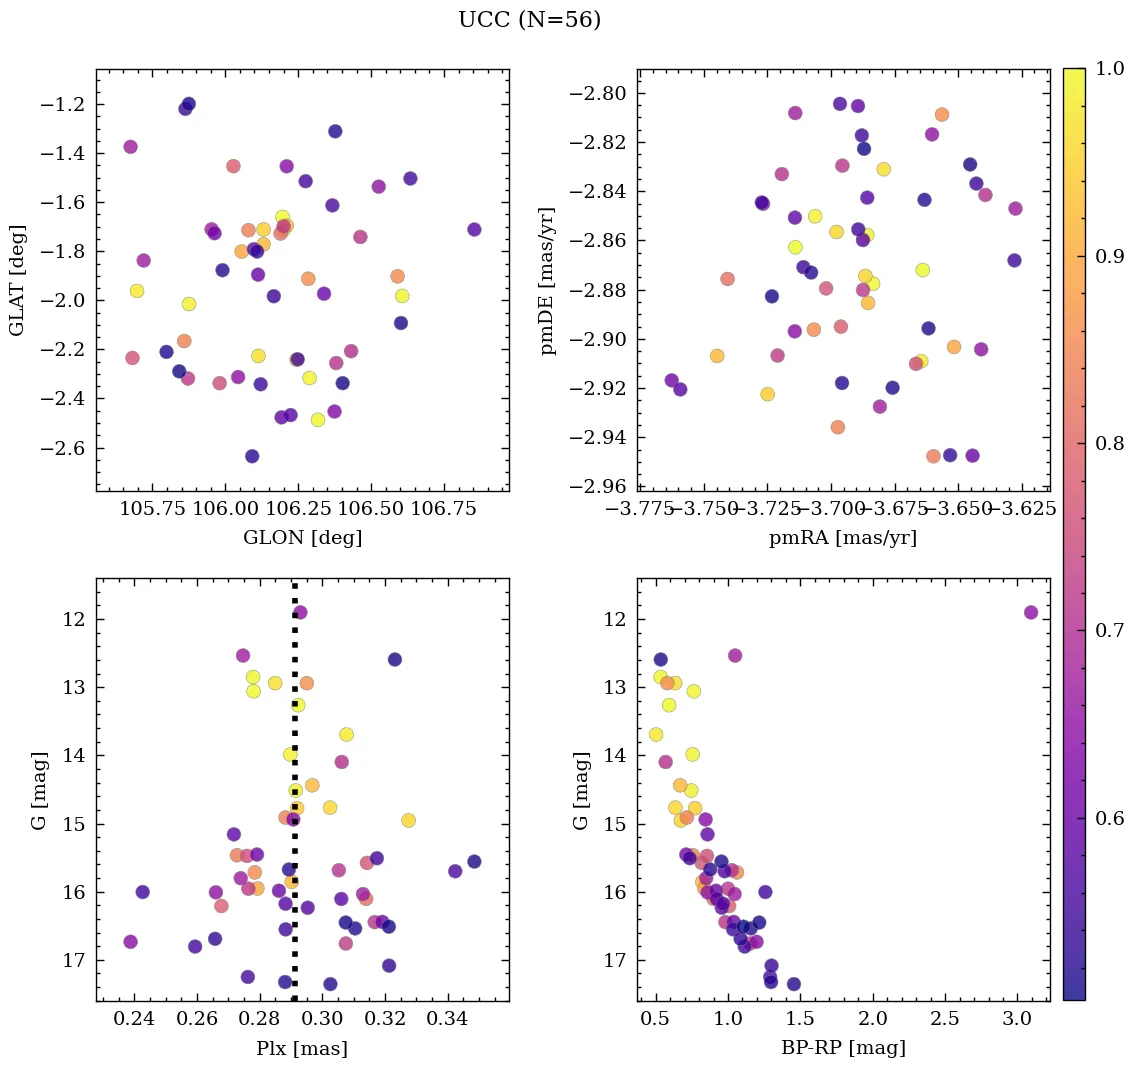 UCC (N=56)
−1.2
−1.4
−1.6
−1.8
−2.0
−2.2
−2.4
−2.6
GLAT [deg]
105.75 106.00 106.25 106.50 106.75
GLON [deg]
−2.80
−2.82
−2.84
−2.86
−2.88
−2.90
−2.92
−2.94
−2.96
pmDE [mas/yr]
−3.775 −3.750 −3.725 −3.700 −3.675 −3.650 −3.625
pmRA [mas/yr]
1.0
0.9
0.8
0.7
0.6
12
13
14
15
16
17
G [mag]
0.24 0.26 0.28 0.30 0.32 0.34
Plx [mas]
12
13
14
15
16
17
G [mag]
0.5 1.0 1.5 2.0 2.5 3.0
BP-RP [mag]